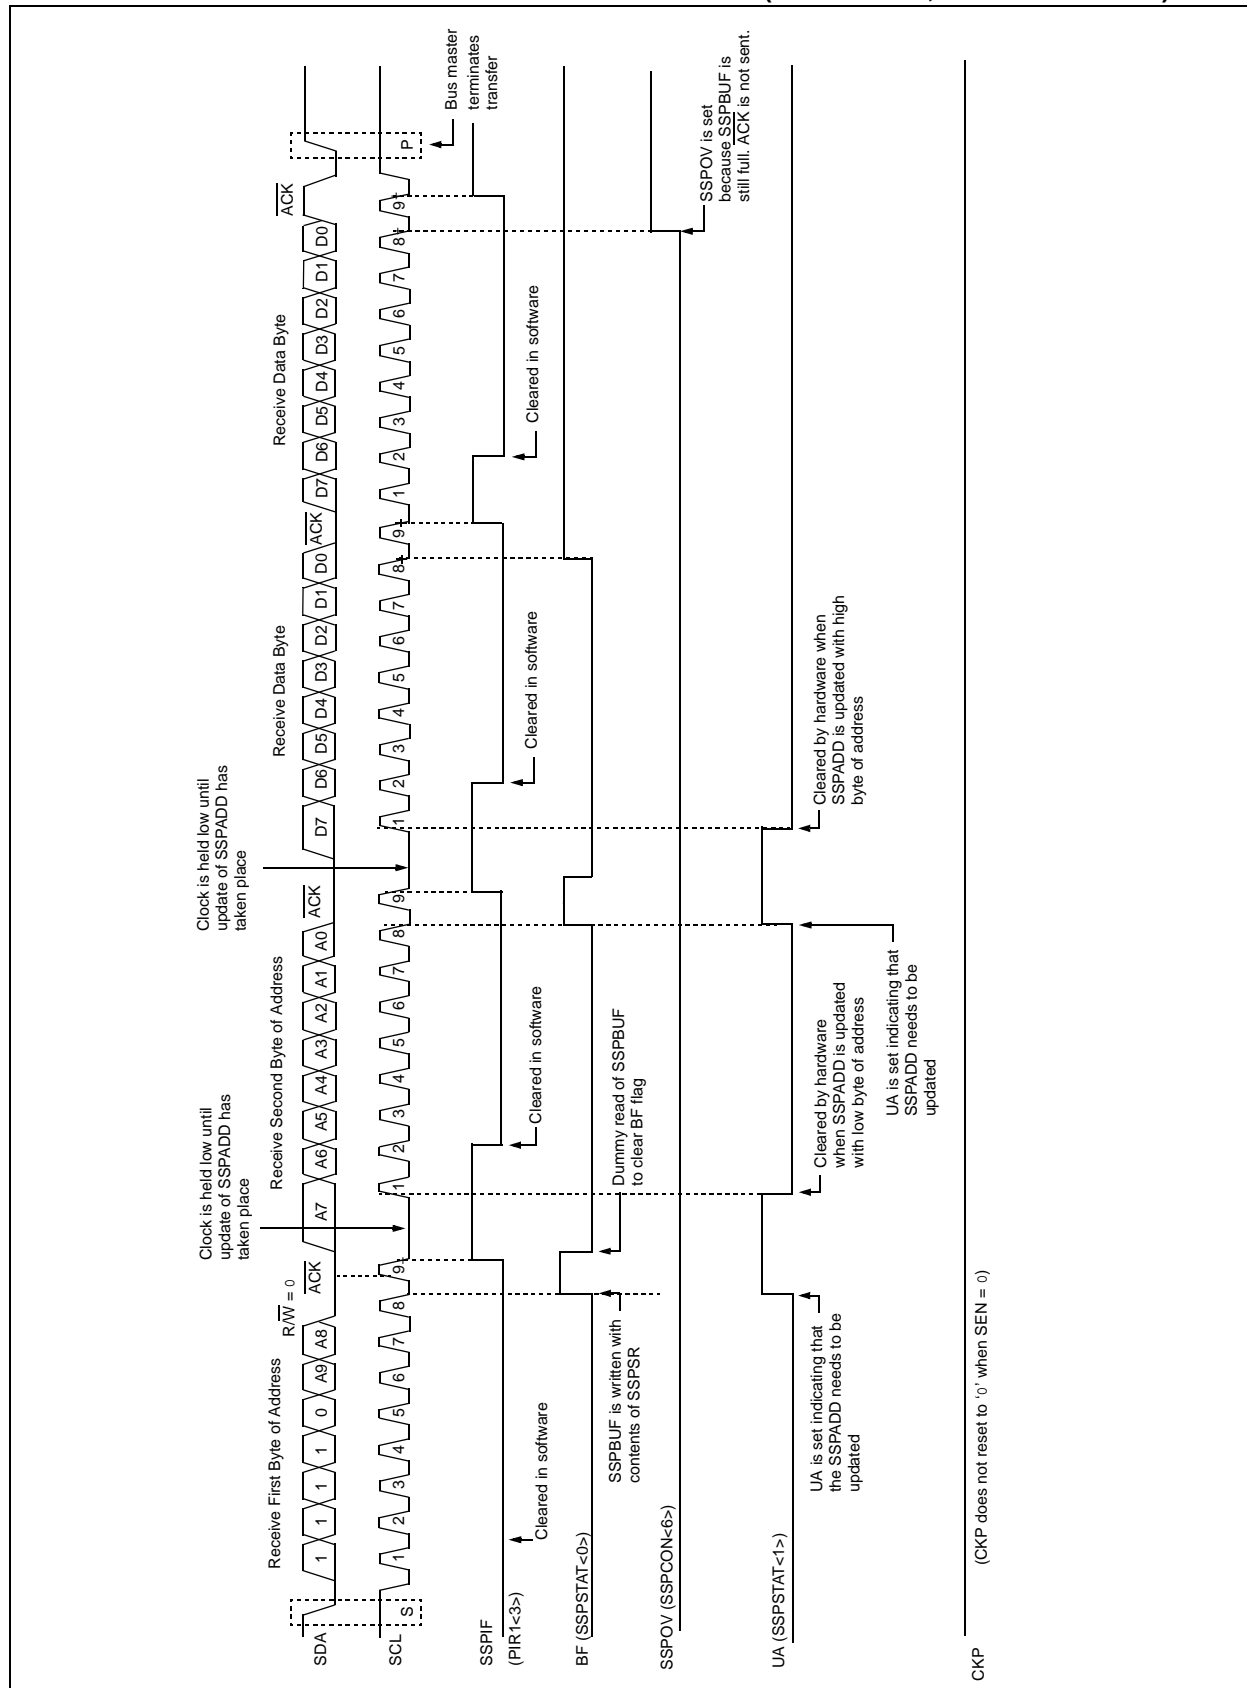 Receive First Byte of Address
R/W = 0
Clock is held low until
update of SSPADD has
taken place
Receive Second Byte of Address
Clock is held low until
update of SSPADD has
taken place
Receive Data Byte
Receive Data Byte
SDA
1 1 1 1 0 A9 A8 ACK A7 A6 A5 A4 A3 A2 A1 A0 ACK D7 D6 D5 D4 D3 D2 D1 D0 ACK D7 D6 D5 D4 D3 D2 D1 D0 ACK
SCL
S 1 2 3 4 5 6 7 8 9 1 2 3 4 5 6 7 8 9 1 2 3 4 5 6 7 8 9 1 2 3 4 5 6 7 8 9 P
Bus master
terminates
transfer
SSPIF
(PIR1<3>)
Cleared in software
Cleared in software
Cleared in software
Cleared in software
BF (SSPSTAT<0>)
SSPBUF is written with
contents of SSPSR
Dummy read of SSPBUF
to clear BF flag
SSPOV (SSPCON<6>)
SSPOV is set
because SSPBUF is
still full. ACK is not sent.
UA (SSPSTAT<1>)
UA is set indicating that
the SSPADD needs to be
updated
Cleared by hardware
when SSPADD is updated
with low byte of address
UA is set indicating that
SSPADD needs to be
updated
Cleared by hardware when
SSPADD is updated with high
byte of address
CKP
(CKP does not reset to ‘0’ when SEN = 0)